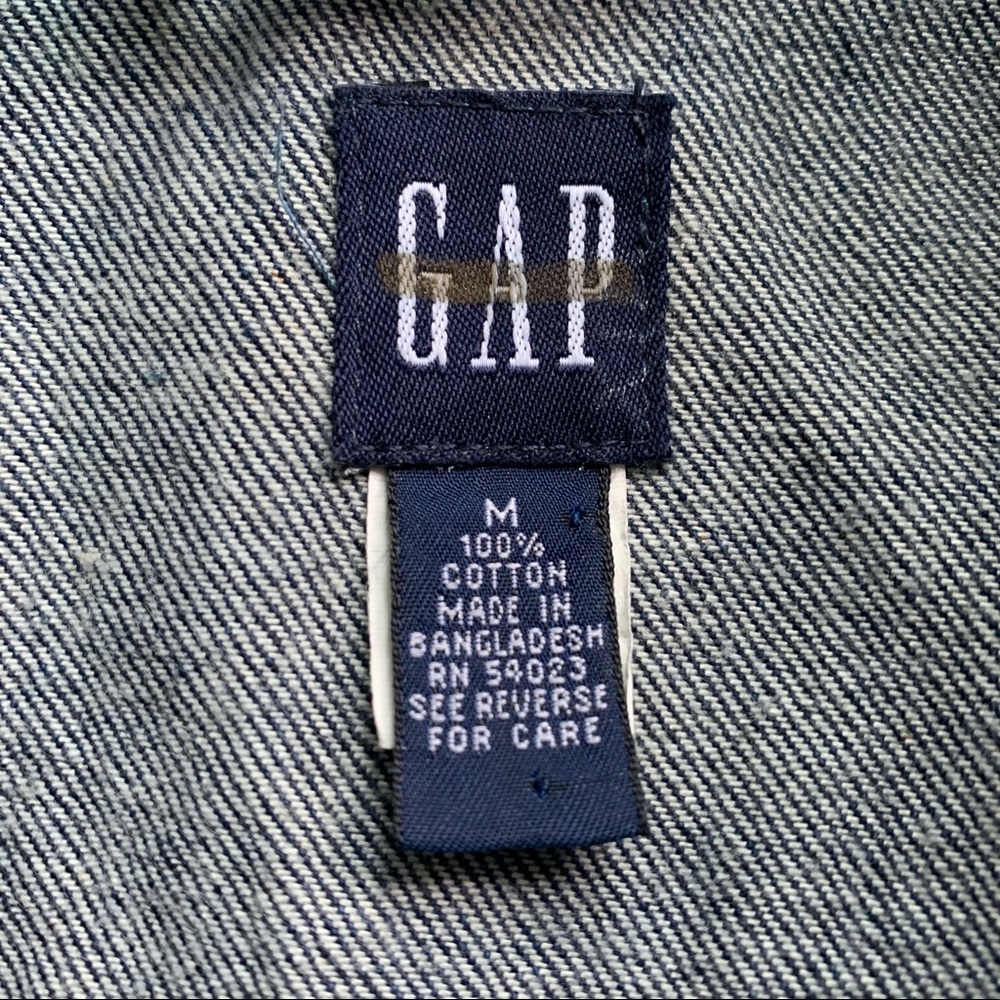 GAP
M
100%
COTTON
MADE IN
BANGLADESH
RN 54023
SEE REVERSE
FOR CARE